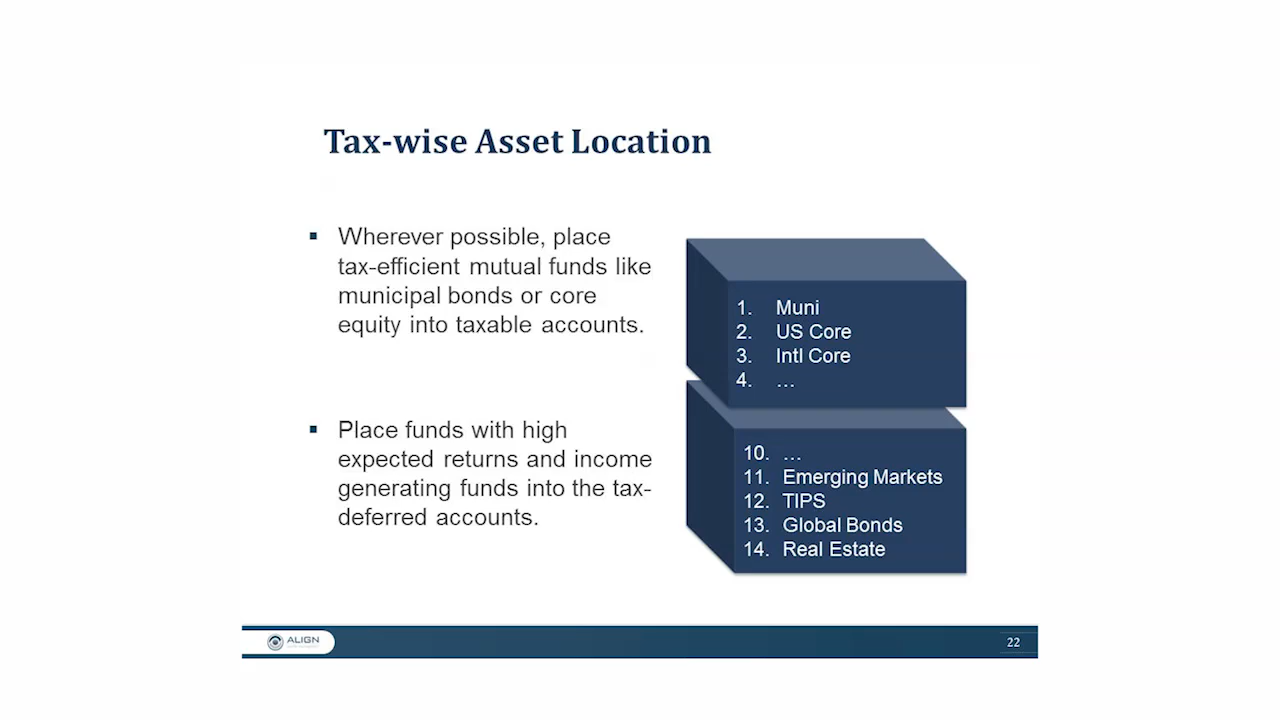 Tax-wise Asset Location
▪ Wherever possible, place
tax-efficient mutual funds like
municipal bonds or core
equity into taxable accounts.
▪ Place funds with high
expected returns and income
generating funds into the tax-
deferred accounts.
1. Muni
2. US Core
3. Intl Core
4. …
10. …
11. Emerging Markets
12. TIPS
13. Global Bonds
14. Real Estate
ALIGN
22